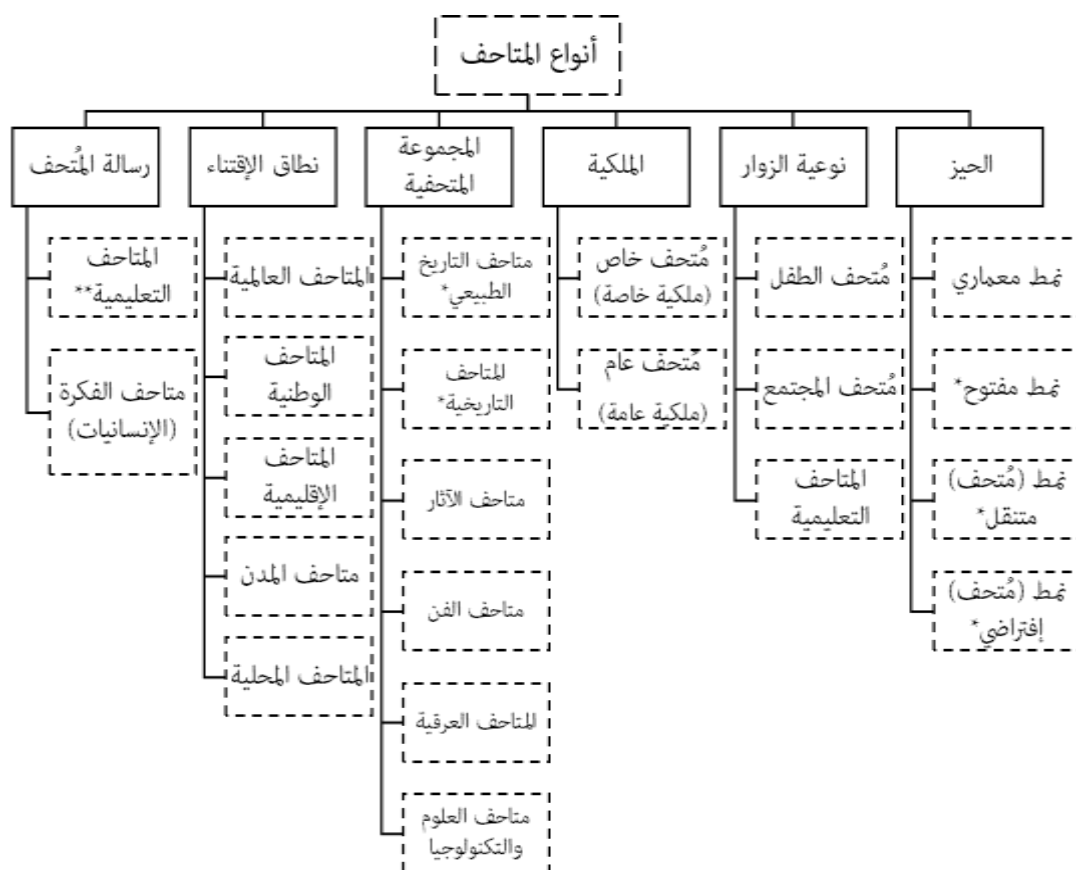 أنواع المتاحف
الحيز
نمط معماري
نمط مفتوح*
نمط (مُتحف)
متنقل*
نمط (مُتحف)
إفتراضي*
نوعية الزوار
مُتحف الطفل
مُتحف المجتمع
المتاحف
التعليمية
الملكية
مُتحف خاص
(ملكية خاصة)
مُتحف عام
(ملكية عامة)
المجموعة
المتحفية
متاحف التاريخ
الطبيعي*
المتاحف
التاريخية*
متاحف الآثار
متاحف الفن
المتاحف العرقية
متاحف العلوم
والتكنولوجيا
نطاق الإقتناء
المتاحف العالمية
المتاحف
الوطنية
المتاحف
الإقليمية
متاحف المدن
المتاحف المحلية
رسالة المُتحف
المتاحف
التعليمية**
متاحف الفكرة
(الإنسانيات)